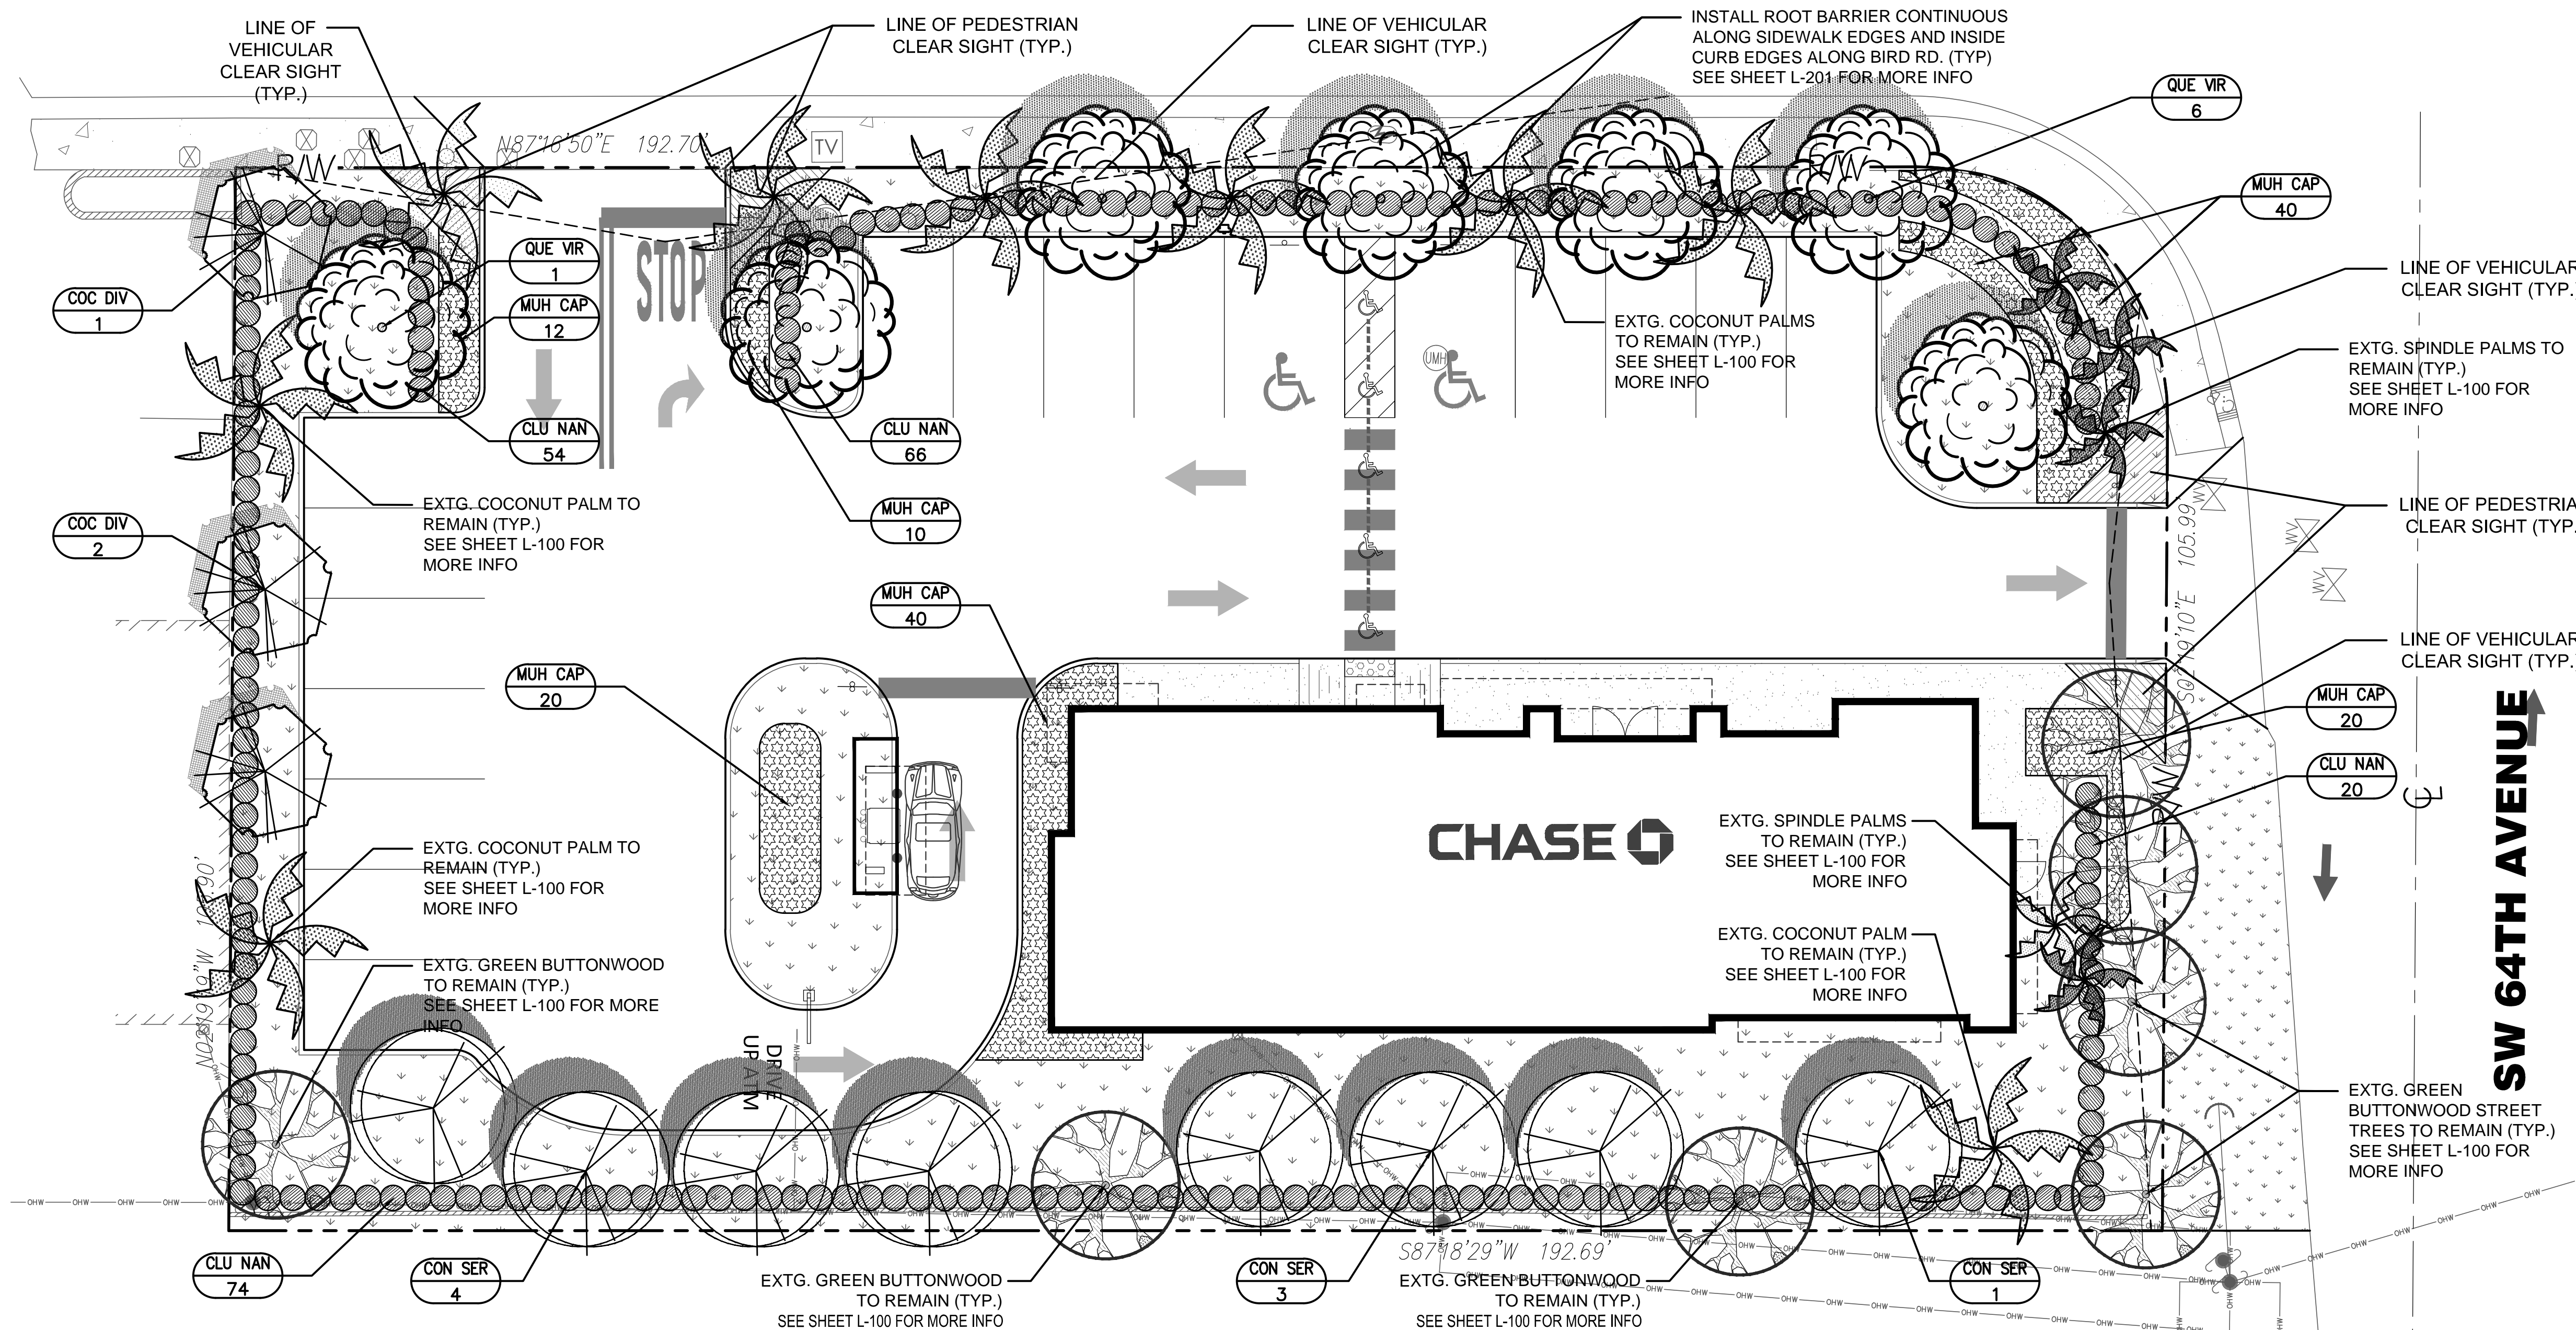 LINE OF
VEHICULAR
CLEAR SIGHT
(TYP.)
LINE OF PEDESTRIAN
CLEAR SIGHT (TYP.)
LINE OF VEHICULAR
CLEAR SIGHT (TYP.)
INSTALL ROOT BARRIER CONTINUOUS
ALONG SIDEWALK EDGES AND INSIDE
CURB EDGES ALONG BIRD RD. (TYP)
SEE SHEET L-201 FOR MORE INFO
QUE VIR
6
N87°16'50"E 192.70'
TV
R/W
R/W
MUH CAP
40
QUE VIR
1
STOP
COC DIV
1
MUH CAP
12
LINE OF VEHICULAR
CLEAR SIGHT (TYP.
EXTG. COCONUT PALMS
TO REMAIN (TYP.)
SEE SHEET L-100 FOR
MORE INFO
UMH
EXTG. SPINDLE PALMS TO
REMAIN (TYP.)
SEE SHEET L-100 FOR
MORE INFO
CLU NAN
54
CLU NAN
66
EXTG. COCONUT PALM TO
REMAIN (TYP.)
SEE SHEET L-100 FOR
MORE INFO
COC DIV
2
MUH CAP
10
WV
LINE OF PEDESTRIA
CLEAR SIGHT (TYP.
WV
WV
MUH CAP
40
LINE OF VEHICULAR
CLEAR SIGHT (TYP.
MUH CAP
20
8
MUH CAP
20
CLU NAN
20
SW 64TH AVENUE
CHASE
EXTG. SPINDLE PALMS
TO REMAIN (TYP.)
SEE SHEET L-100 FOR
MORE INFO
EXTG. COCONUT PALM TO
REMAIN (TYP.)
SEE SHEET L-100 FOR
MORE INFO
EXTG. COCONUT PALM
TO REMAIN (TYP.)
SEE SHEET L-100 FOR
MORE INFO
EXTG. GREEN BUTTONWOOD
TO REMAIN (TYP.)
SEE SHEET L-100 FOR MORE
INFO
DRIVE
UP ATM
EXTG. GREEN
BUTTONWOOD STREET
TREES TO REMAIN (TYP.)
SEE SHEET L-100 FOR
MORE INFO
OHW
S87°18'29"W 192.69'
CLU NAN
74
CON SER
4
EXTG. GREEN BUTTONWOOD
TO REMAIN (TYP.)
SEE SHEET L-100 FOR MORE INFO
CON SER
3
EXTG. GREEN BUTTONWOOD
TO REMAIN (TYP.)
SEE SHEET L-100 FOR MORE INFO
CON SER
1